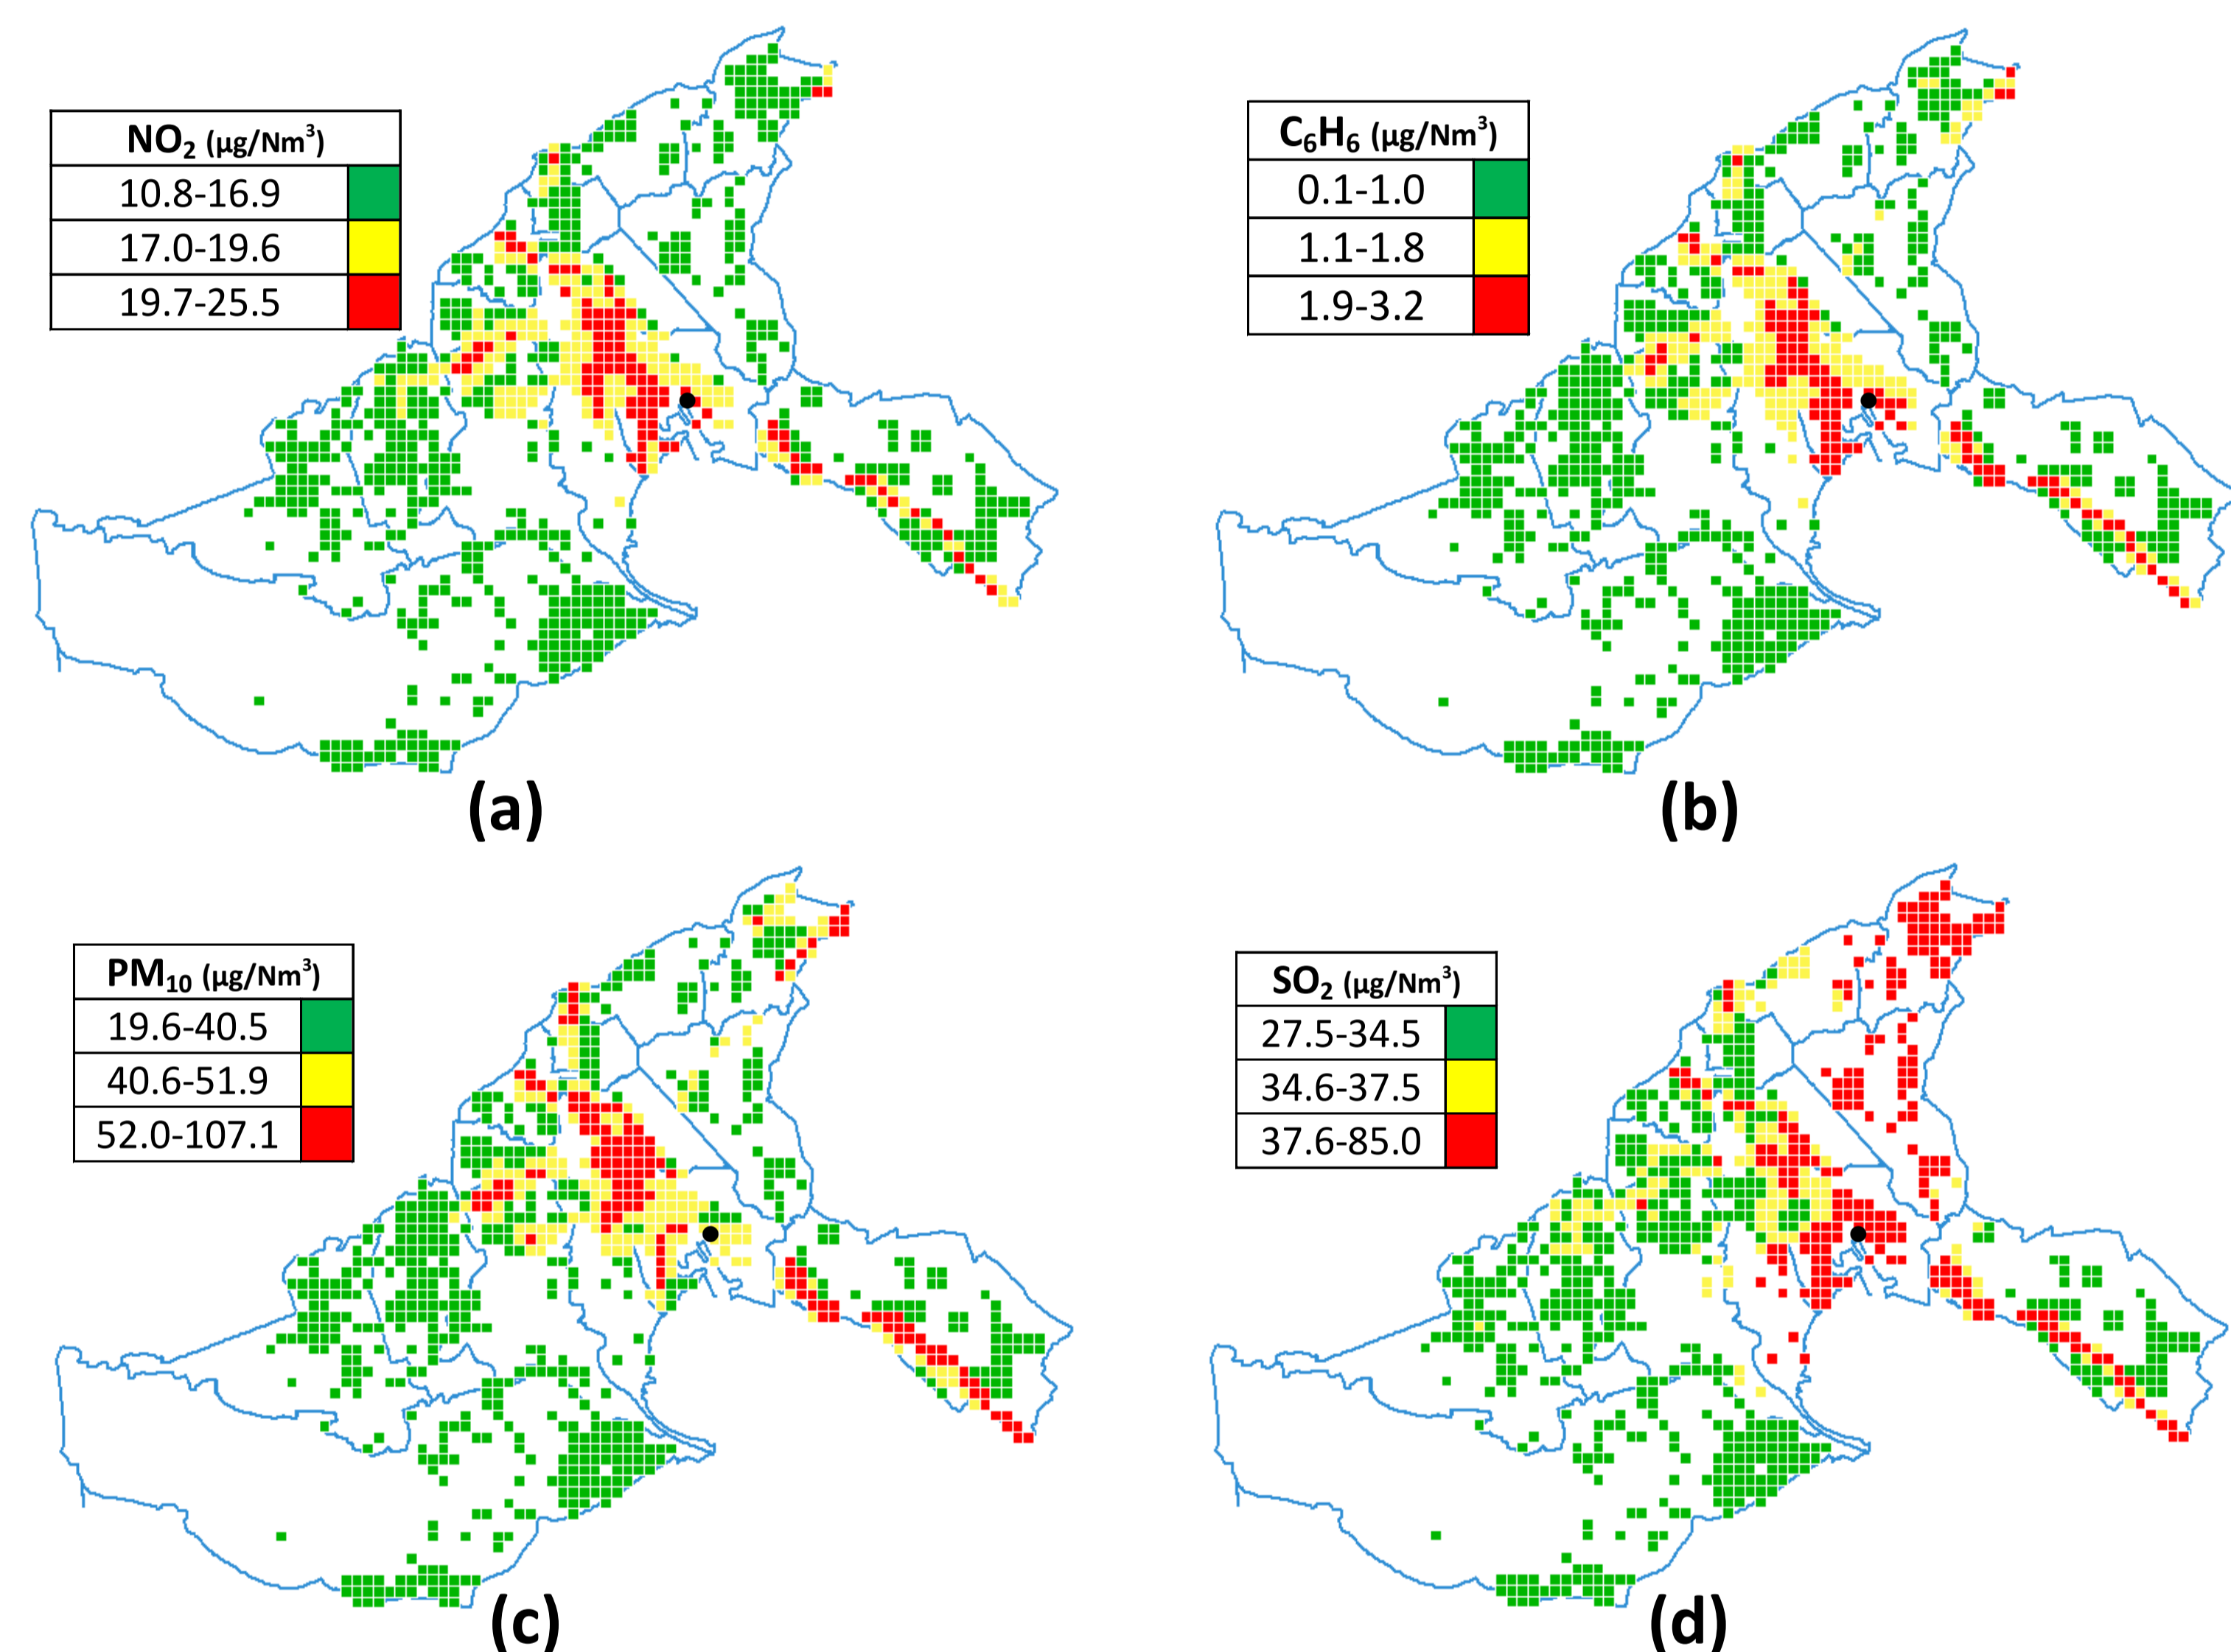 NO₂ (µg/Nm³)
10.8-16.9
17.0-19.6
19.7-25.5
(a)
C₆H₆ (µg/Nm³)
0.1-1.0
1.1-1.8
1.9-3.2
(b)
PM₁₀ (µg/Nm³)
19.6-40.5
40.6-51.9
52.0-107.1
(c)
SO₂ (µg/Nm³)
27.5-34.5
34.6-37.5
37.6-85.0
(d)